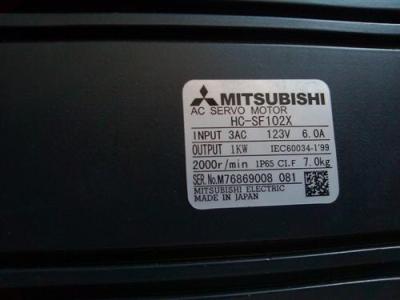 MITSUBISHI
AC SERVO MOTOR
HC-SF102X
INPUT 3AC 123V 6.0A
OUTPUT 1KW IEC60034-1'99
2000r/min IP65 CI.F 7.0kg
SER.No.M76869008 081
MITSUBISHI ELECTRIC
MADE IN JAPAN